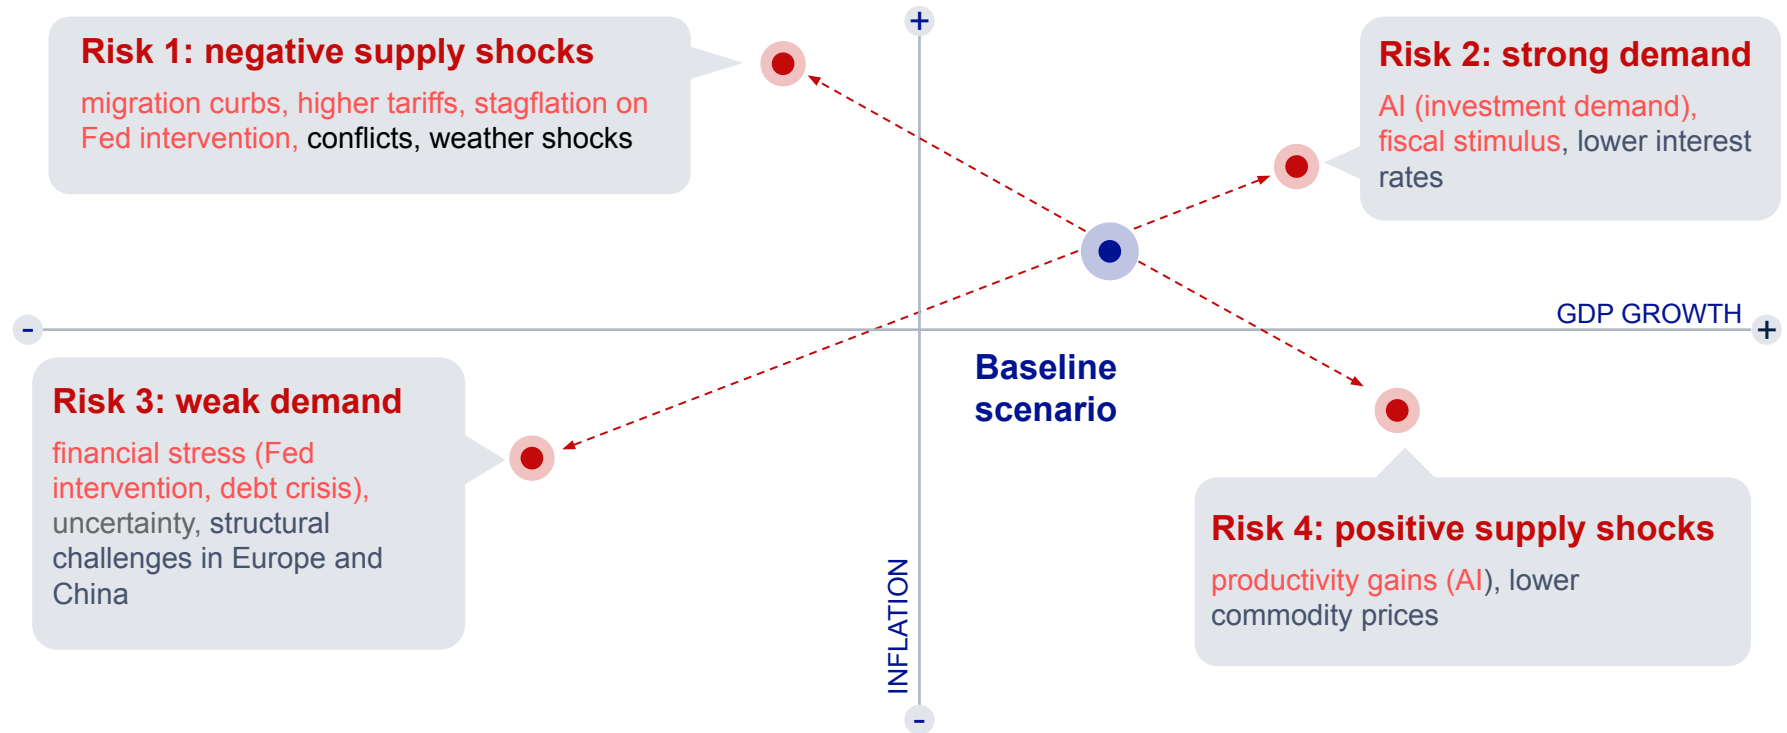 +
Risk 1: negative supply shocks
migration curbs, higher tariffs, stagflation on
Fed intervention, conflicts, weather shocks
Risk 2: strong demand
AI (investment demand),
fiscal stimulus, lower interest
rates
-
GDP GROWTH
+
Baseline
scenario
Risk 3: weak demand
financial stress (Fed
intervention, debt crisis),
uncertainty, structural
challenges in Europe and
China
Risk 4: positive supply shocks
productivity gains (AI), lower
commodity prices
INFLATION
-